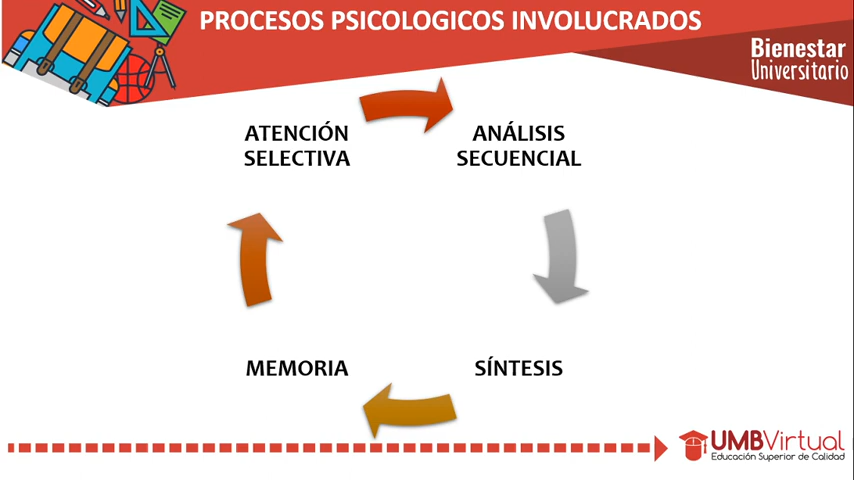 PROCESOS PSICOLOGICOS INVOLUCRADOS
Bienestar
Universitario
ATENCIÓN
SELECTIVA
ANÁLISIS
SECUENCIAL
MEMORIA
SÍNTESIS
UMBVirtual
Educación Superior de Calidad